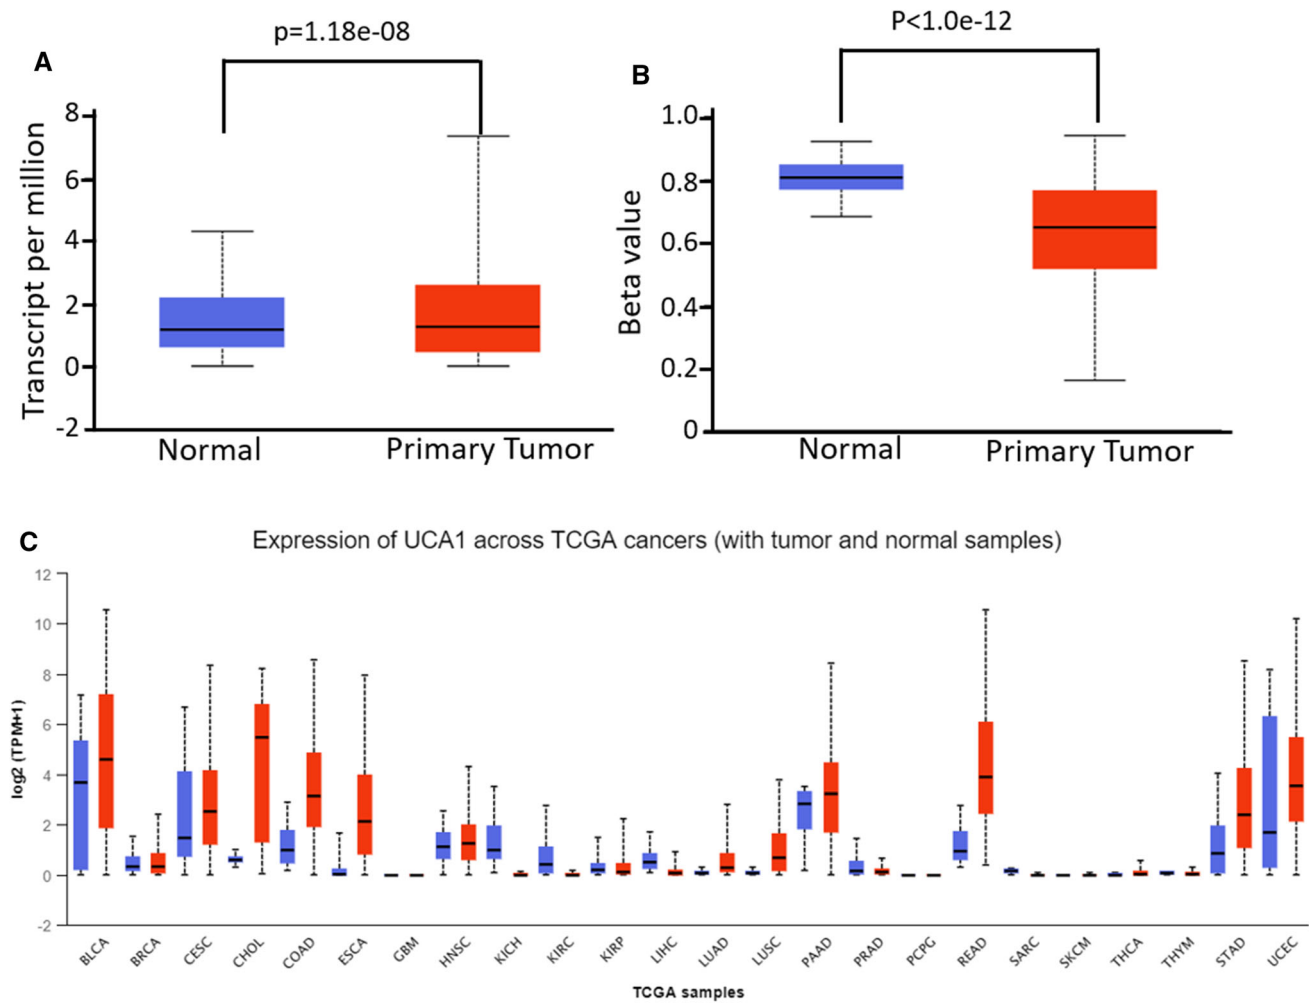 A
p=1.18e-08
Transcript per million
8
6
4
2
0
-2
Normal
Primary Tumor
B
P<1.0e-12
Beta value
1.0
0.8
0.6
0.4
0.2
0
Normal
Primary Tumor
C
Expression of UCA1 across TCGA cancers (with tumor and normal samples)
log2 (TPM+1)
12
10
8
6
4
2
0
-2
BLCA
BRCA
CESC
CHOL
COAD
ESCA
GBM
HNSC
KICH
KIRC
KIRP
LIHC
LUAD
LUSC
PAAD
PRAD
PCPG
READ
SARC
SKCM
THCA
THYM
STAD
UCEC
TCGA samples